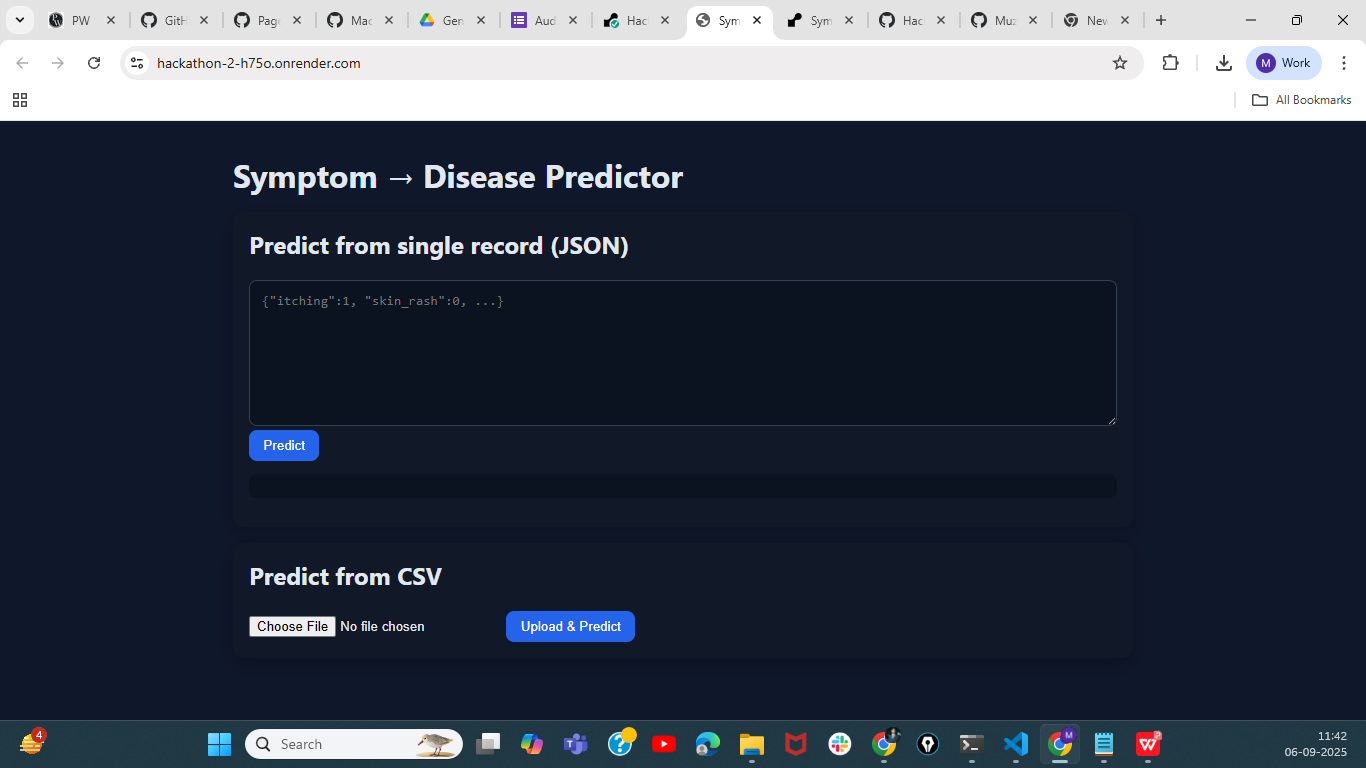 PW
GitH
Page
Mac
Gen
Aud
Hac
Sym
Sym
Hac
Muz
New
hackathon-2-h75o.onrender.com
M
Work
All Bookmarks
Symptom → Disease Predictor
Predict from single record (JSON)
{"itching":1, "skin_rash":0, ...}
Predict
Predict from CSV
Choose File No file chosen
Upload & Predict
4
Search
M
11:42
06-09-2025